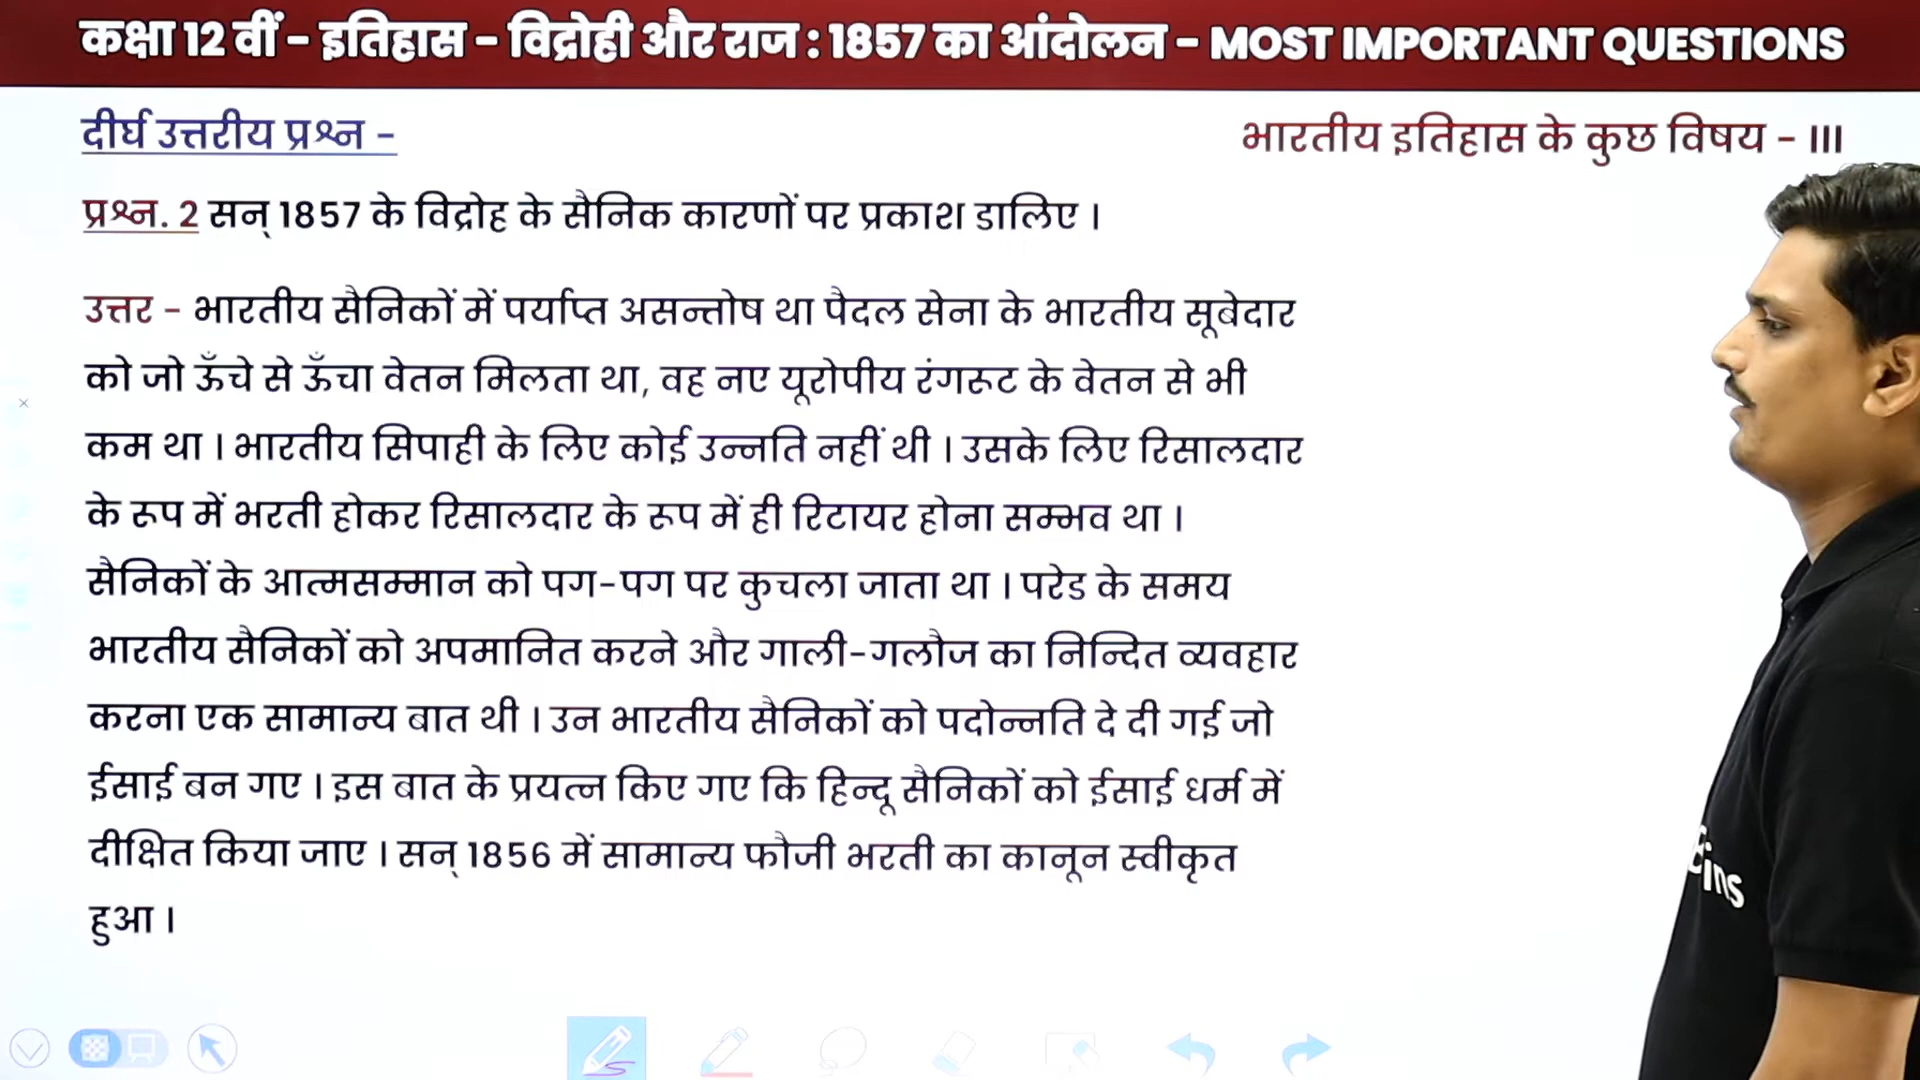 कक्षा 12 वीं - इतिहास - विद्रोही और राज : 1857 का आंदोलन - MOST IMPORTANT QUESTIONS
दीर्घ उत्तरीय प्रश्न -
भारतीय इतिहास के कुछ विषय - III
प्रश्न. 2 सन् 1857 के विद्रोह के सैनिक कारणों पर प्रकाश डालिए ।
उत्तर - भारतीय सैनिकों में पर्याप्त असन्तोष था पैदल सेना के भारतीय सूबेदार
को जो ऊँचे से ऊँचा वेतन मिलता था, वह नए यूरोपीय रंगरूट के वेतन से भी
कम था । भारतीय सिपाही के लिए कोई उन्नति नहीं थी । उसके लिए रिसालदार
के रूप में भरती होकर रिसालदार के रूप में ही रिटायर होना सम्भव था ।
सैनिकों के आत्मसम्मान को पग-पग पर कुचला जाता था । परेड के समय
भारतीय सैनिकों को अपमानित करने और गाली-गलौज का निन्दित व्यवहार
करना एक सामान्य बात थी । उन भारतीय सैनिकों को पदोन्नति दे दी गई जो
ईसाई बन गए । इस बात के प्रयत्न किए गए कि हिन्दू सैनिकों को ईसाई धर्म में
दीक्षित किया जाए । सन् 1856 में सामान्य फौजी भरती का कानून स्वीकृत
हुआ ।